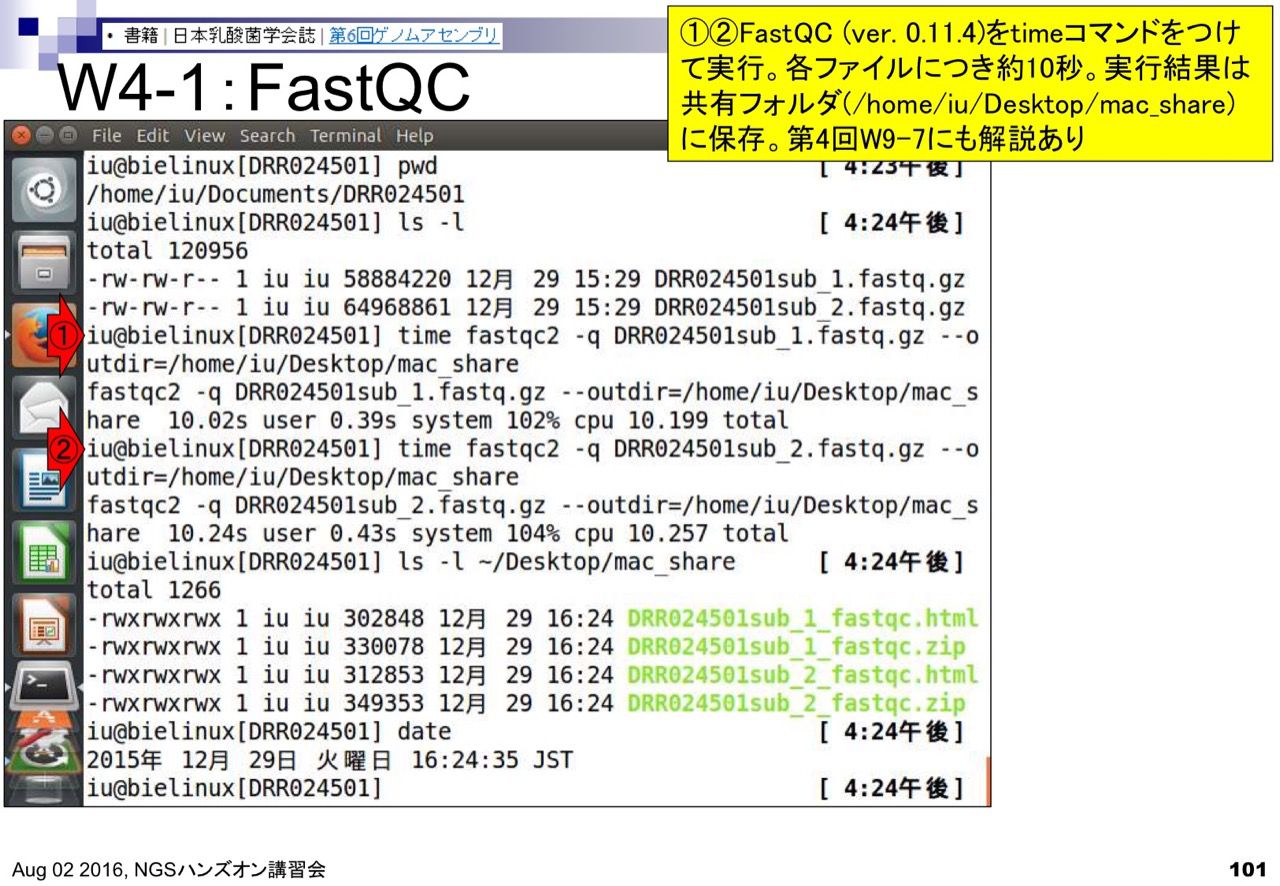 • 書籍 | 日本乳酸菌学会誌 | 第6回ゲノムアセンブリ
W4-1：FastQC
①②FastQC (ver. 0.11.4)をtimeコマンドをつけ
て実行。各ファイルにつき約10秒。実行結果は
共有フォルダ(/home/iu/Desktop/mac_share)
に保存。第4回W9-7にも解説あり
File Edit View Search Terminal Help
iu@bielinux[DRR024501] pwd [ 4:23午後]
/home/iu/Documents/DRR024501
iu@bielinux[DRR024501] ls -l [ 4:24午後]
total 120956
-rw-rw-r-- 1 iu iu 58884220 12月 29 15:29 DRR024501sub_1.fastq.gz
-rw-rw-r-- 1 iu iu 64968861 12月 29 15:29 DRR024501sub_2.fastq.gz
① iu@bielinux[DRR024501] time fastqc2 -q DRR024501sub_1.fastq.gz --o
utdir=/home/iu/Desktop/mac_share
fastqc2 -q DRR024501sub_1.fastq.gz --outdir=/home/iu/Desktop/mac_s
hare 10.02s user 0.39s system 102% cpu 10.199 total
② iu@bielinux[DRR024501] time fastqc2 -q DRR024501sub_2.fastq.gz --o
utdir=/home/iu/Desktop/mac_share
fastqc2 -q DRR024501sub_2.fastq.gz --outdir=/home/iu/Desktop/mac_s
hare 10.24s user 0.43s system 104% cpu 10.257 total
iu@bielinux[DRR024501] ls -l ~/Desktop/mac_share [ 4:24午後]
total 1266
-rwxrwxrwx 1 iu iu 302848 12月 29 16:24 DRR024501sub_1_fastqc.html
-rwxrwxrwx 1 iu iu 330078 12月 29 16:24 DRR024501sub_1_fastqc.zip
-rwxrwxrwx 1 iu iu 312853 12月 29 16:24 DRR024501sub_2_fastqc.html
-rwxrwxrwx 1 iu iu 349353 12月 29 16:24 DRR024501sub_2_fastqc.zip
iu@bielinux[DRR024501] date [ 4:24午後]
2015年 12月 29日 火曜日 16:24:35 JST
iu@bielinux[DRR024501] [ 4:24午後]
Aug 02 2016, NGSハンズオン講習会
101